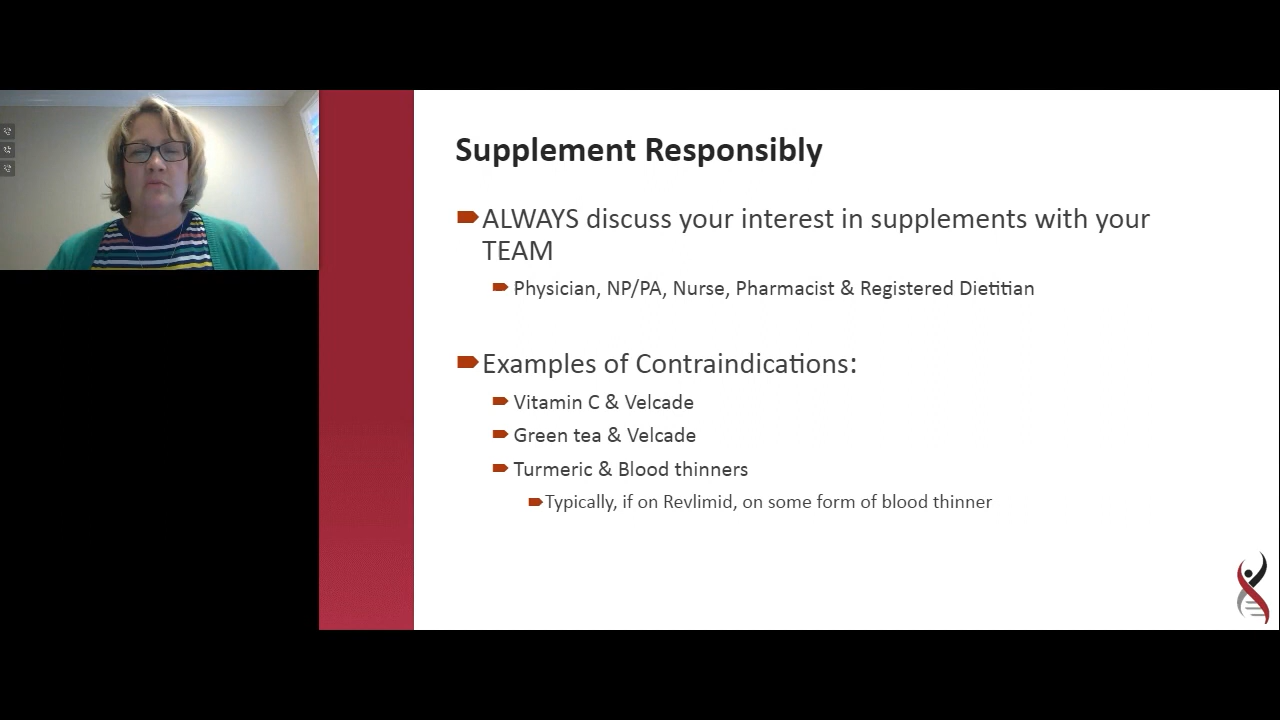 Supplement Responsibly
ALWAYS discuss your interest in supplements with your
TEAM
Physician, NP/PA, Nurse, Pharmacist & Registered Dietitian
Examples of Contraindications:
Vitamin C & Velcade
Green tea & Velcade
Turmeric & Blood thinners
Typically, if on Revlimid, on some form of blood thinner